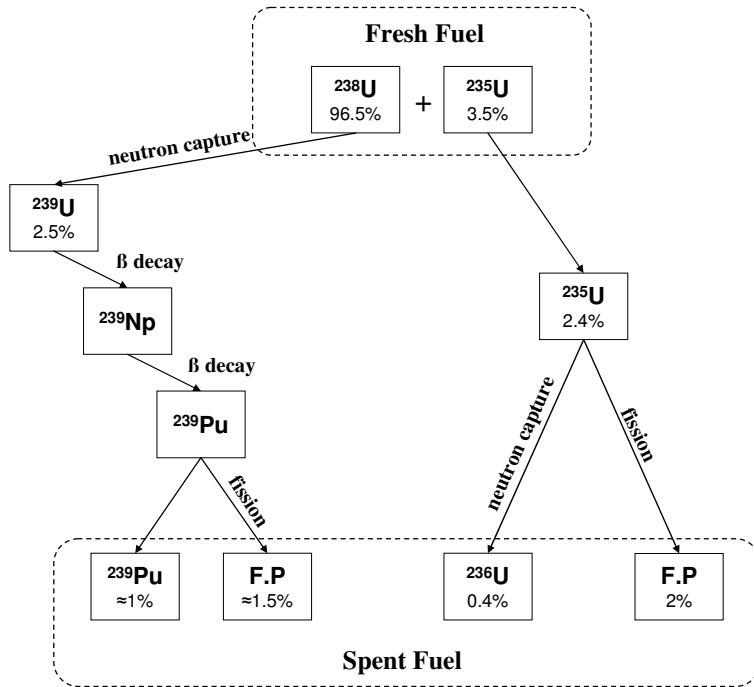 Fresh Fuel
²³⁸U
96.5%
+
²³⁵U
3.5%
neutron capture
²³⁹U
2.5%
ß decay
²³⁹Np
ß decay
²³⁹Pu
fission
²³⁵U
2.4%
neutron capture
fission
²³⁹Pu
≈1%
F.P
≈1.5%
²³⁶U
0.4%
F.P
2%
Spent Fuel